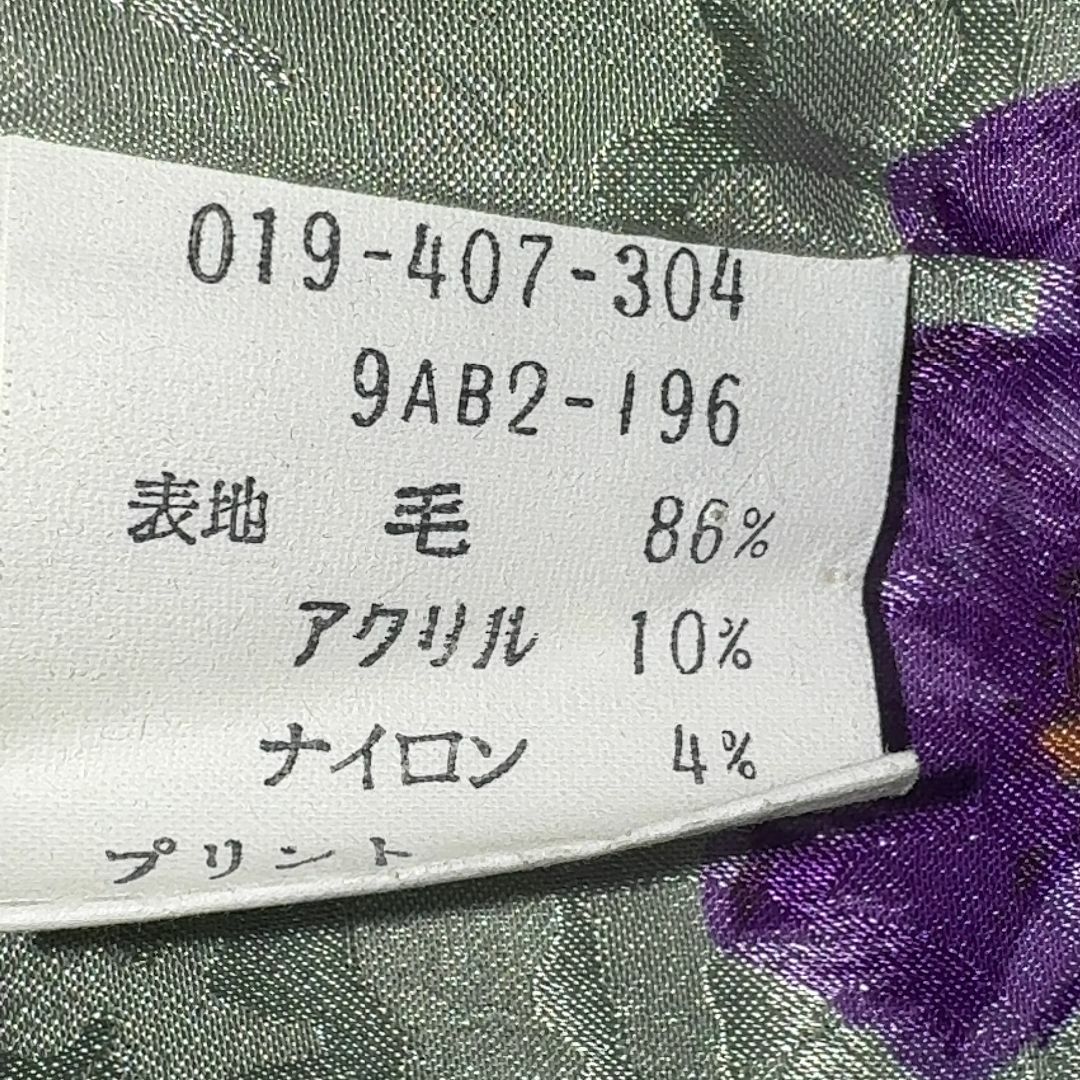 019-407-304
9AB2-196
表地 毛 86%
アクリル 10%
ナイロン 4%
プリント